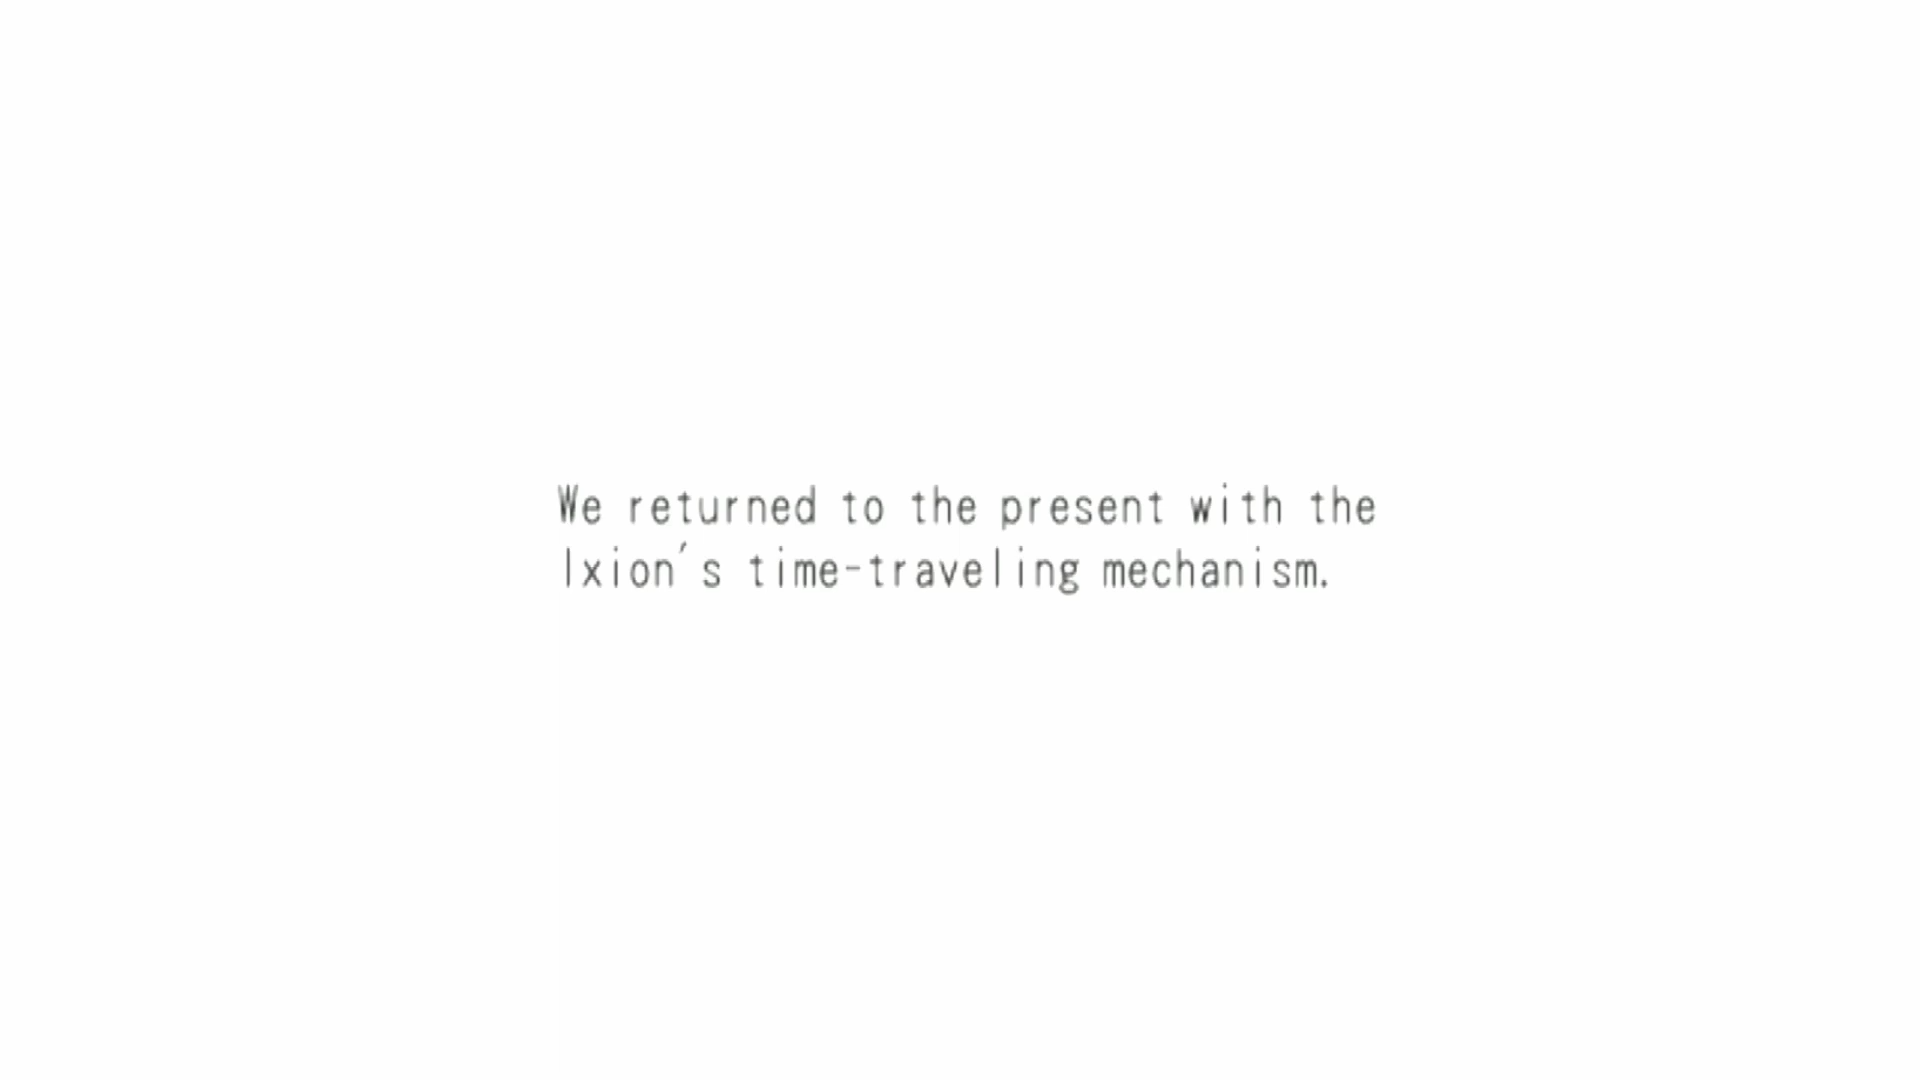 We returned to the present with the
Ixion's time-traveling mechanism.